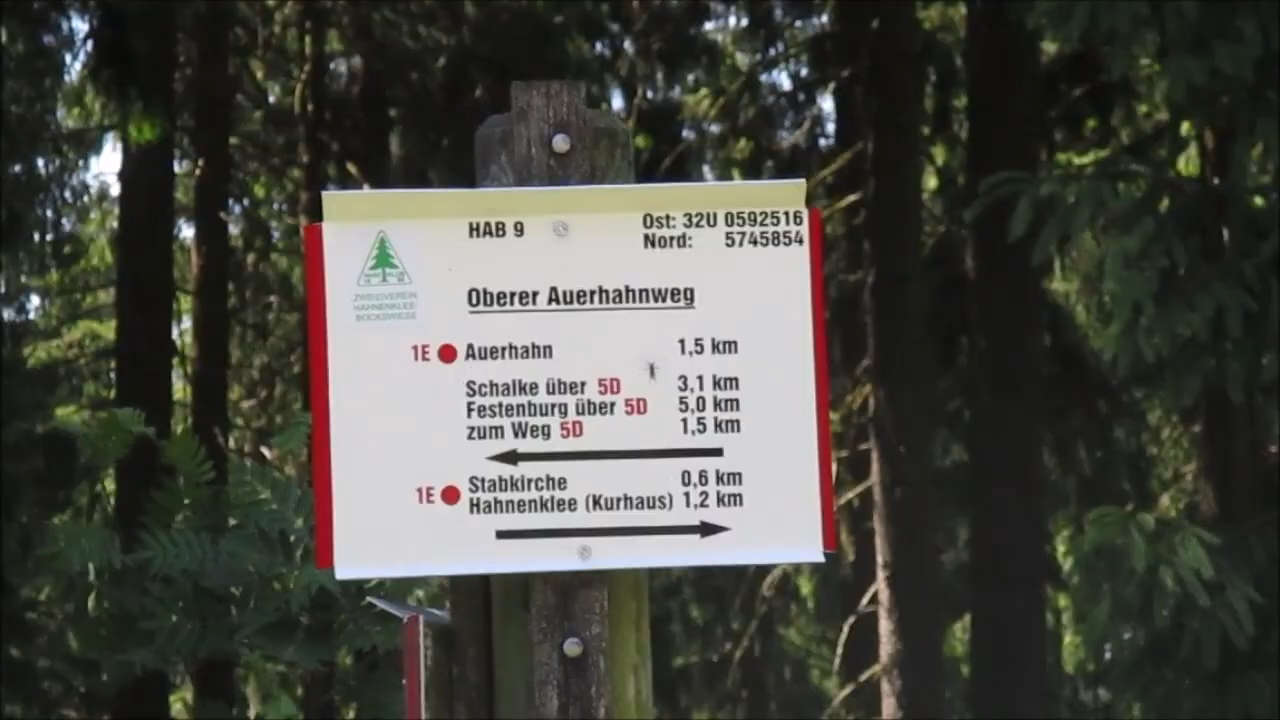 HAB 9
Ost: 32U 0592516
Nord: 5745854
ZWEIGVEREIN
HAHNENKLEE-
BOCKSWIESE
Oberer Auerhahnweg
1E Auerhahn 1,5 km
Schalke über 5D 3,1 km
Festenburg über 5D 5,0 km
zum Weg 5D 1,5 km
1E Stabkirche 0,6 km
Hahnenklee (Kurhaus) 1,2 km